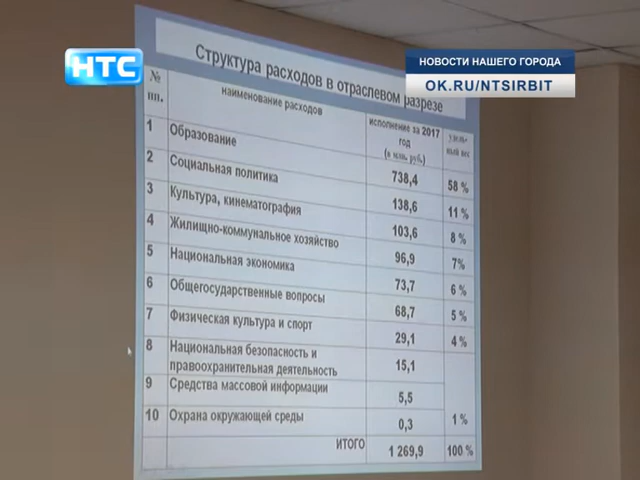 НТС
НОВОСТИ НАШЕГО ГОРОДА
OK.RU/NTSIRBIT
Структура расходов в отраслевом разрезе
№ пп. наименование расходов исполнение за 2017 год (в млн. руб.) удель- ный вес
1 Образование 738,4 58 %
2 Социальная политика 138,6 11 %
3 Культура, кинематография 103,6 8 %
4 Жилищно-коммунальное хозяйство 96,9 7%
5 Национальная экономика 73,7 6 %
6 Общегосударственные вопросы 68,7 5 %
7 Физическая культура и спорт 29,1 4 %
8 Национальная безопасность и
правоохранительная деятельность 15,1
9 Средства массовой информации 5,5
10 Охрана окружающей среды 0,3 1 %
ИТОГО 1 269,9 100 %